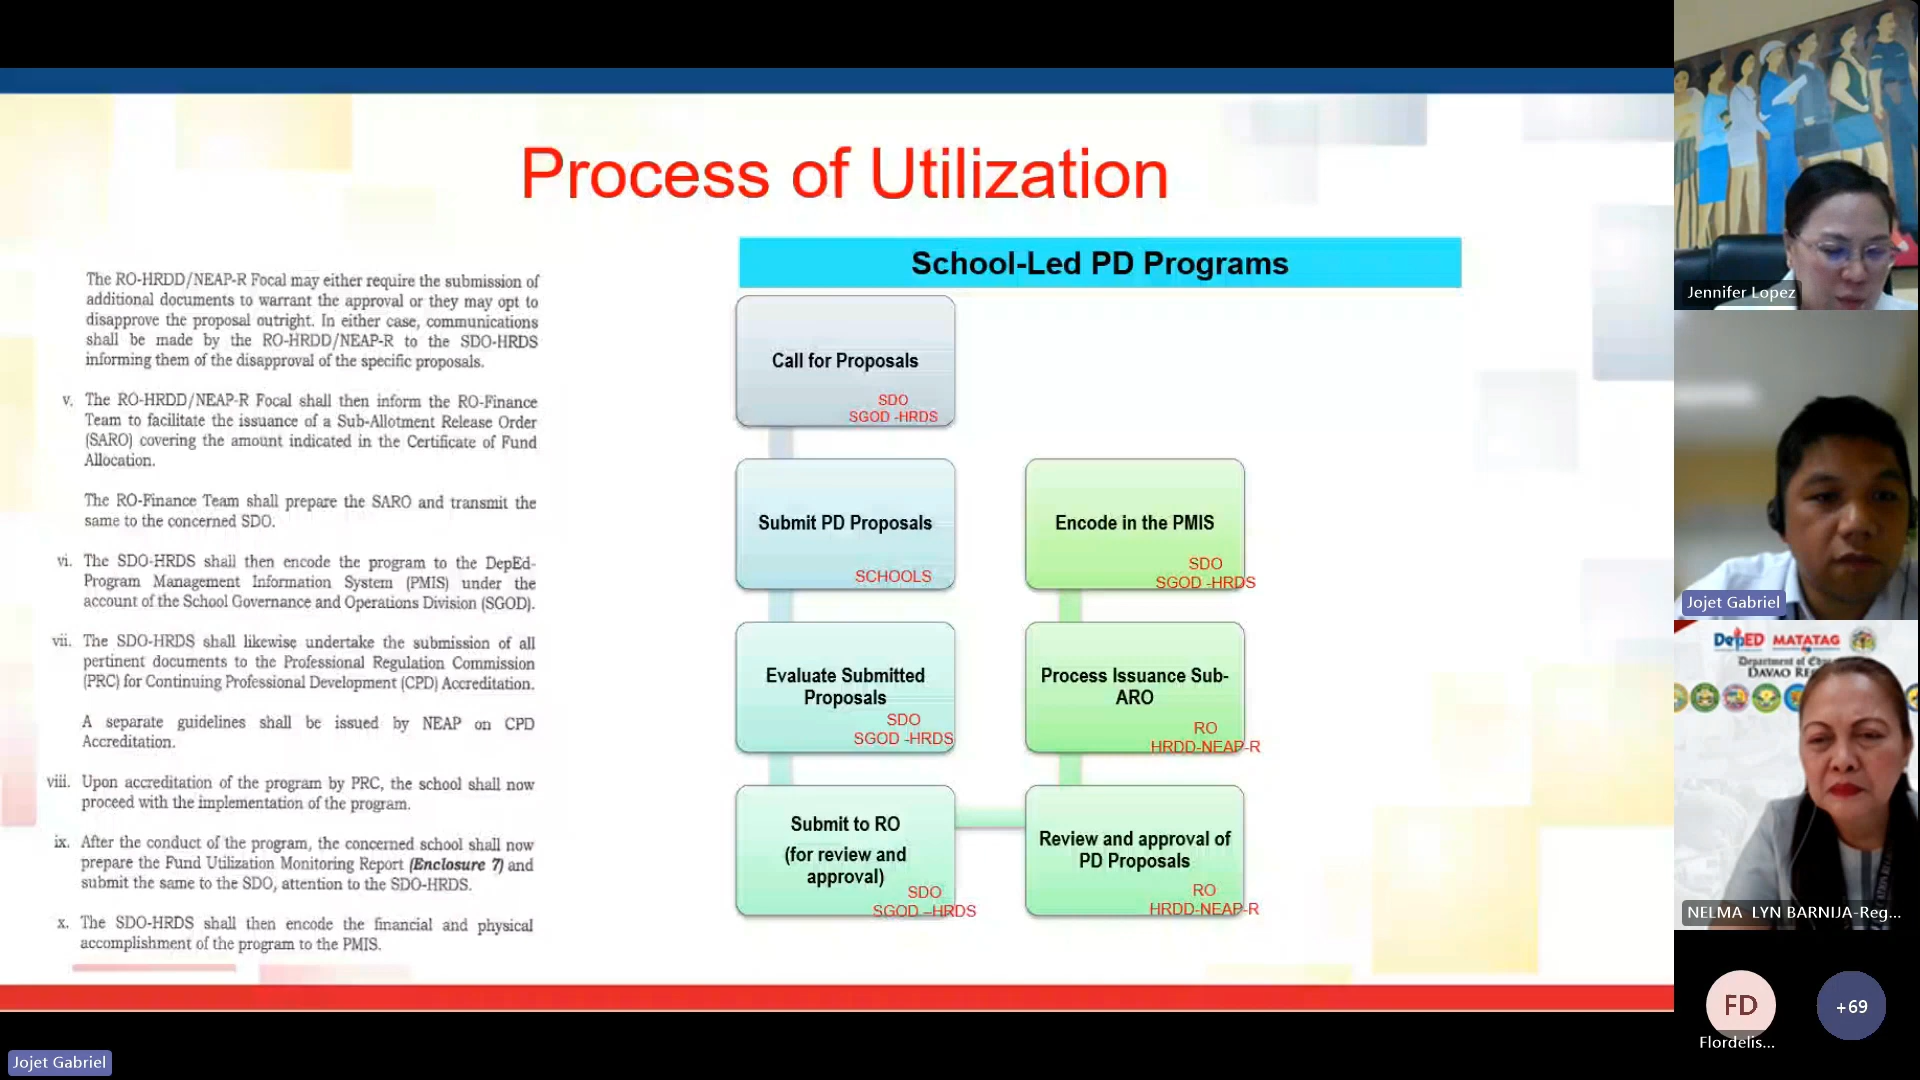 Process of Utilization
The RO-HRDD/NEAP-R Focal may either require the submission of
additional documents to warrant the approval or they may opt to
disapprove the proposal outright. In either case, communications
shall be made by the RO-HRDD/NEAP-R to the SDO-HRDS
informing them of the disapproval of the specific proposals.
v. The RO-HRDD/NEAP-R Focal shall then inform the RO-Finance
Team to facilitate the issuance of a Sub-Allotment Release Order
(SARO) covering the amount indicated in the Certificate of Fund
Allocation.
The RO-Finance Team shall prepare the SARO and transmit the
same to the concerned SDO.
vi. The SDO-HRDS shall then encode the program to the DepEd-
Program Management Information System (PMIS) under the
account of the School Governance and Operations Division (SGOD).
vii. The SDO-HRDS shall likewise undertake the submission of all
pertinent documents to the Professional Regulation Commission
(PRC) for Continuing Professional Development (CPD) Accreditation.
A separate guidelines shall be issued by NEAP on CPD
Accreditation.
viii. Upon accreditation of the program by PRC, the school shall now
proceed with the implementation of the program.
ix. After the conduct of the program, the concerned school shall now
prepare the Fund Utilization Monitoring Report (Enclosure 7) and
submit the same to the SDO, attention to the SDO-HRDS.
x. The SDO-HRDS shall then encode the financial and physical
accomplishment of the program to the PMIS.
School-Led PD Programs
Call for Proposals
SDO
SGOD -HRDS
Submit PD Proposals
SCHOOLS
Evaluate Submitted
Proposals
SDO
SGOD -HRDS
Submit to RO
(for review and
approval)
SDO
SGOD –HRDS
Encode in the PMIS
SDO
SGOD -HRDS
Process Issuance Sub-
ARO
RO
HRDD-NEAP-R
Review and approval of
PD Proposals
RO
HRDD-NEAP-R
Jennifer Lopez
Jojet Gabriel
DepED MATATAG
Department of
DAVAO
NELMA LYN BARNIJA-Reg...
FD
Flordelis...
+69
Jojet Gabriel